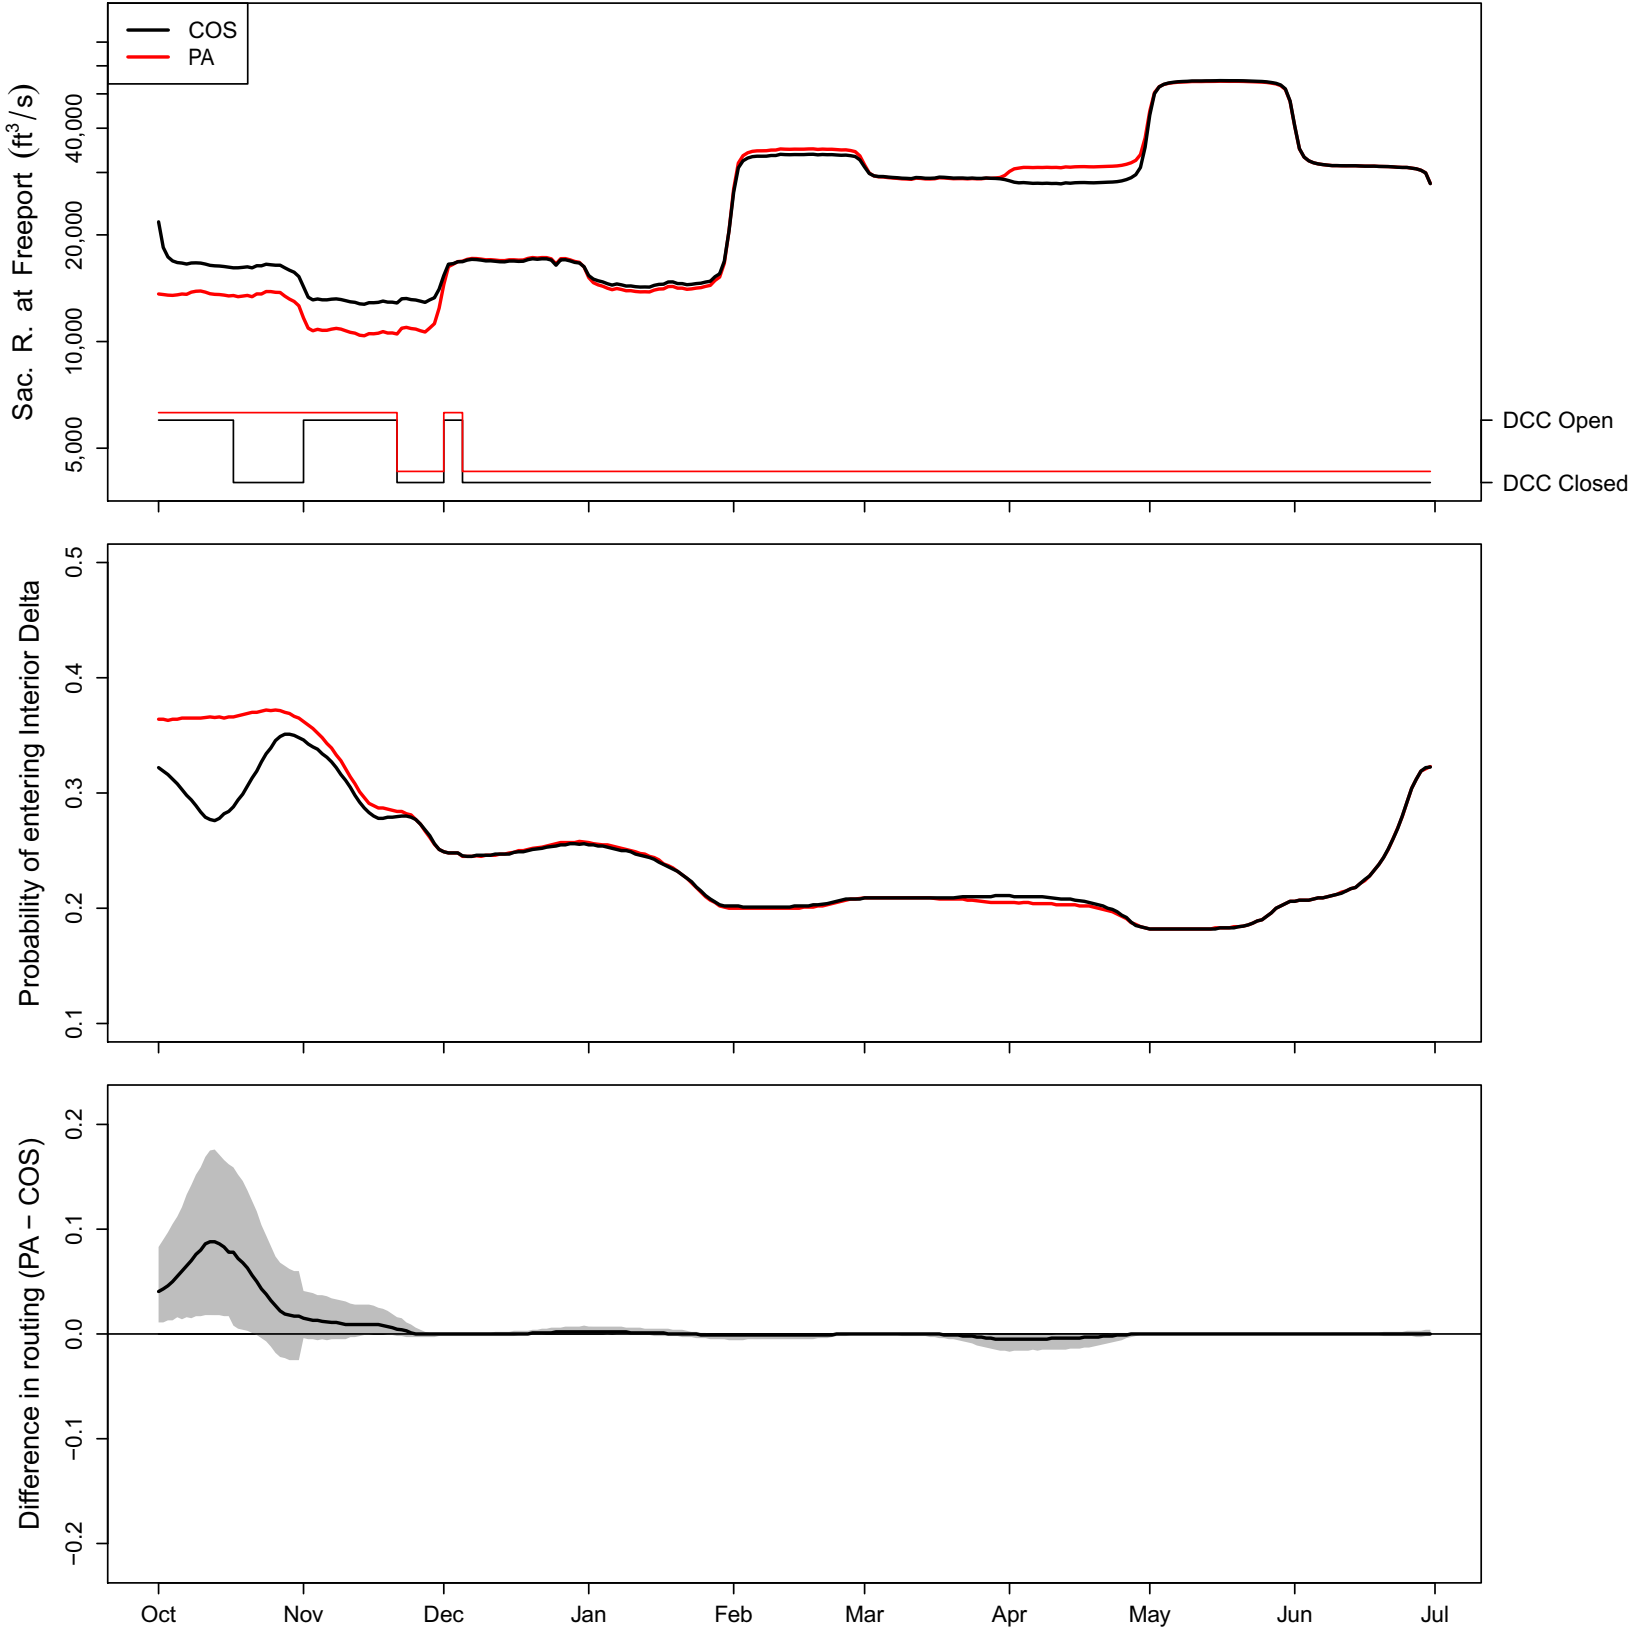 COS
PA
Sac. R. at Freeport (ft³/s)
40,000
20,000
10,000
5,000
DCC Open
DCC Closed
Probability of entering Interior Delta
0.5
0.4
0.3
0.2
0.1
Difference in routing (PA − COS)
0.2
0.1
0.0
−0.1
−0.2
Oct Nov Dec Jan Feb Mar Apr May Jun Jul